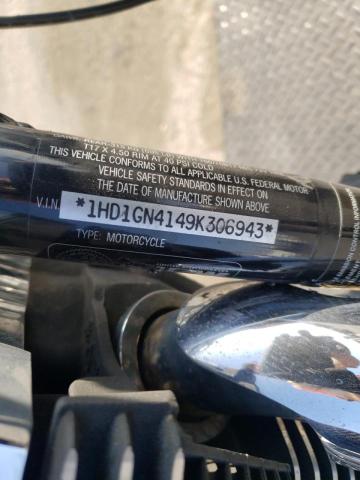 T17 X 4.50 RIM AT 40 PSI COLD
THIS VEHICLE CONFORMS TO ALL APPLICABLE U.S. FEDERAL MOTOR
VEHICLE SAFETY STANDARDS IN EFFECT ON
THE DATE OF MANUFACTURE SHOWN ABOVE
V.I.N. *1HD1GN4149K306943*
TYPE: MOTORCYCLE